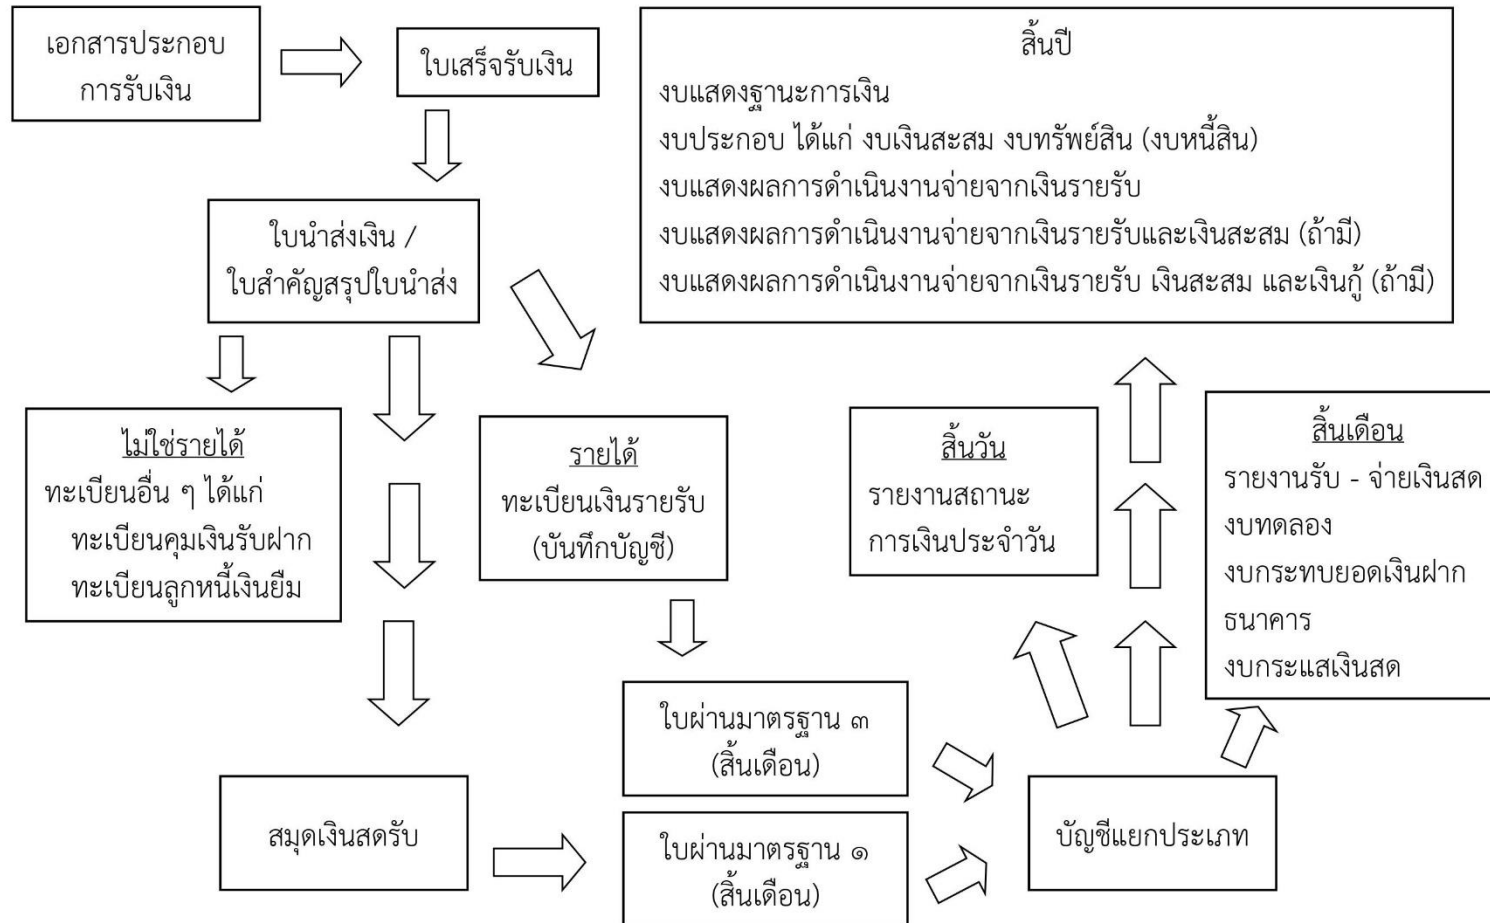 เอกสารประกอบ
การรับเงิน
ใบเสร็จรับเงิน
สิ้นปี
งบแสดงฐานะการเงิน
งบประกอบ ได้แก่ งบเงินสะสม งบทรัพย์สิน (งบหนี้สิน)
งบแสดงผลการดำเนินงานจ่ายจากเงินรายรับ
งบแสดงผลการดำเนินงานจ่ายจากเงินรายรับและเงินสะสม (ถ้ามี)
งบแสดงผลการดำเนินงานจ่ายจากเงินรายรับ เงินสะสม และเงินกู้ (ถ้ามี)
ใบนำส่งเงิน /
ใบสำคัญสรุปใบนำส่ง
ไม่ใช่รายได้
ทะเบียนอื่น ๆ ได้แก่
ทะเบียนคุมเงินรับฝาก
ทะเบียนลูกหนี้เงินยืม
รายได้
ทะเบียนเงินรายรับ
(บันทึกบัญชี)
สิ้นวัน
รายงานสถานะ
การเงินประจำวัน
สิ้นเดือน
รายงานรับ - จ่ายเงินสด
งบทดลอง
งบกระทบยอดเงินฝาก
ธนาคาร
งบกระแสเงินสด
ใบผ่านมาตรฐาน ๓
(สิ้นเดือน)
สมุดเงินสดรับ
ใบผ่านมาตรฐาน ๑
(สิ้นเดือน)
บัญชีแยกประเภท